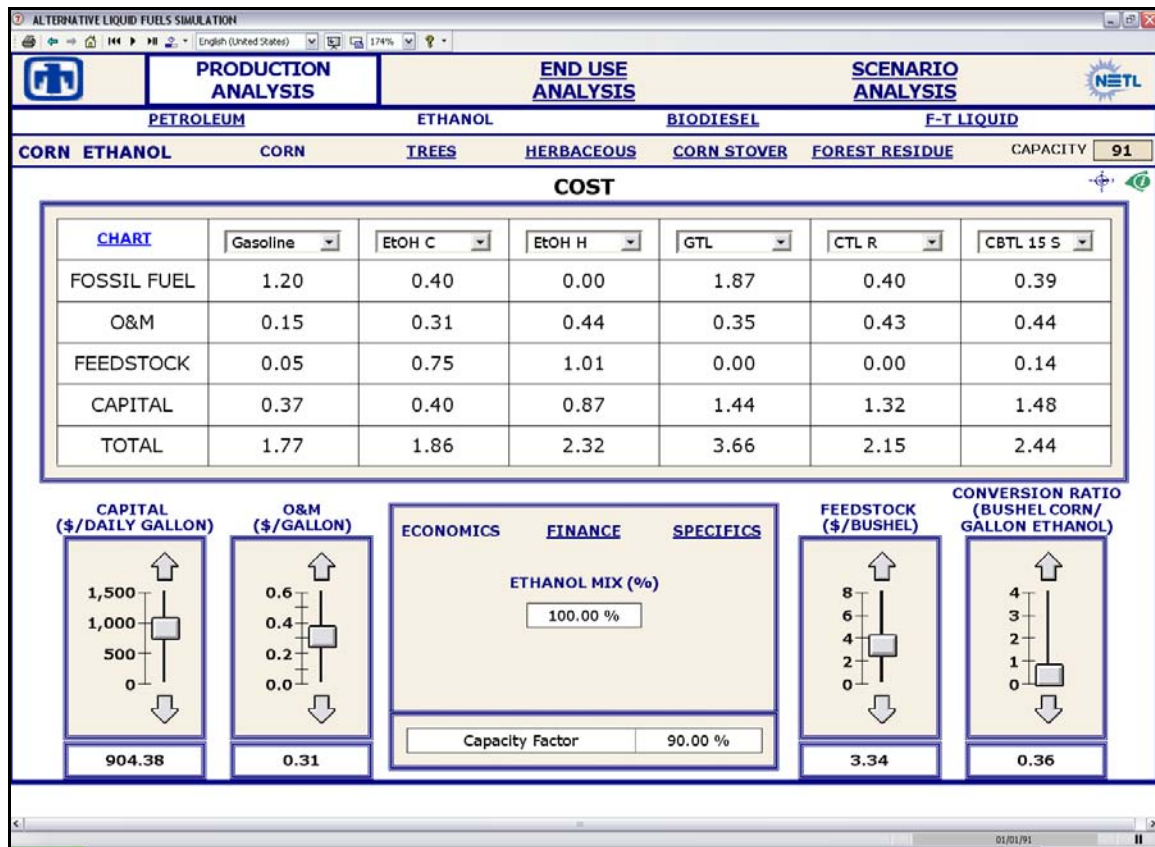 ALTERNATIVE LIQUID FUELS SIMULATION
English (United States) 174%
PRODUCTION ANALYSIS END USE ANALYSIS SCENARIO ANALYSIS NETL
PETROLEUM ETHANOL BIODIESEL F-T LIQUID
CORN ETHANOL CORN TREES HERBACEOUS CORN STOVER FOREST RESIDUE CAPACITY 91
COST
CHART Gasoline EtOH C EtOH H GTL CTL R CBTL 15 S
FOSSIL FUEL 1.20 0.40 0.00 1.87 0.40 0.39
O&M 0.15 0.31 0.44 0.35 0.43 0.44
FEEDSTOCK 0.05 0.75 1.01 0.00 0.00 0.14
CAPITAL 0.37 0.40 0.87 1.44 1.32 1.48
TOTAL 1.77 1.86 2.32 3.66 2.15 2.44
CAPITAL
($/DAILY GALLON)
1,500
1,000
500
0
904.38
O&M
($/GALLON)
0.6
0.4
0.2
0.0
0.31
ECONOMICS FINANCE SPECIFICS
ETHANOL MIX (%)
100.00 %
Capacity Factor 90.00 %
FEEDSTOCK
($/BUSHEL)
8
6
4
2
0
3.34
CONVERSION RATIO
(BUSHEL CORN/
GALLON ETHANOL)
4
3
2
1
0
0.36
01/01/91